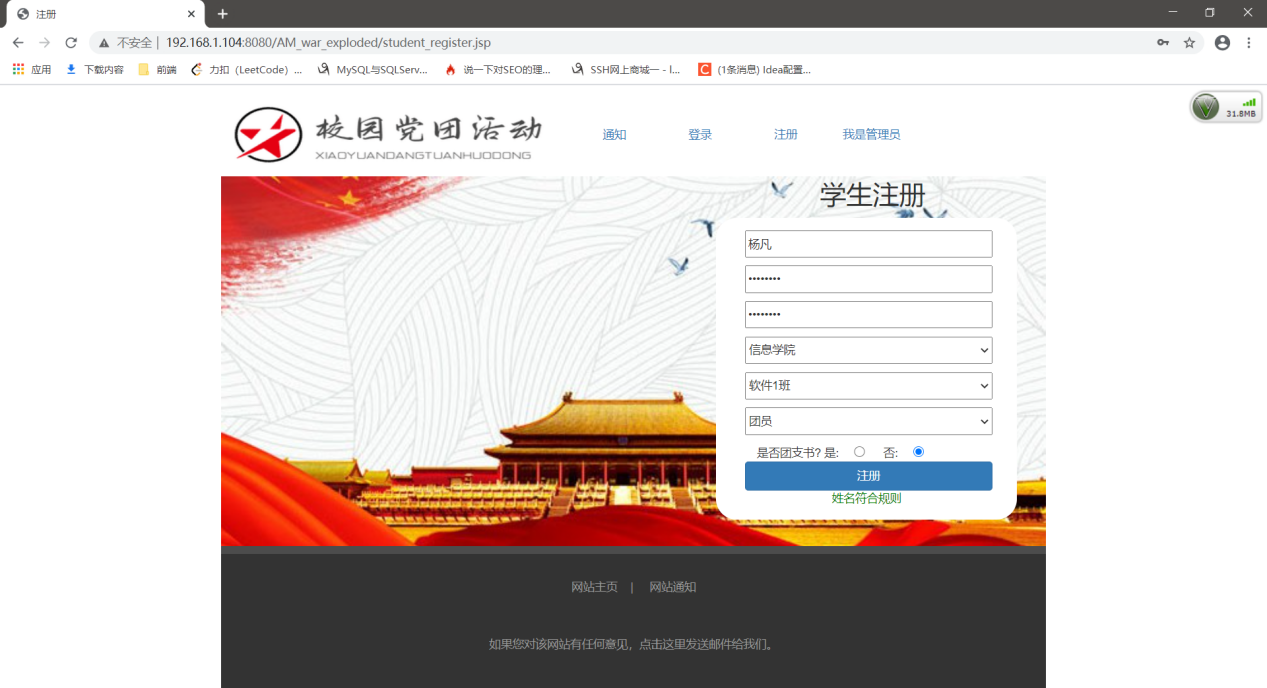 注册
不安全 | 192.168.1.104:8080/AM_war_exploded/student_register.jsp
应用 下载内容 前端 力扣（LeetCode）... MySQL与SQLServ... 说一下对SEO的理... SSH网上商城一 - l... (1条消息) Idea配置...
31.8MB
校园党团活动
XIAOYUANDANGTUANHUODONG
通知 登录 注册 我是管理员
学生注册
杨凡
••••••••
••••••••
信息学院
软件1班
团员
是否团支书? 是: 否:
注册
姓名符合规则
网站主页 | 网站通知
如果您对该网站有任何意见，点击这里发送邮件给我们。